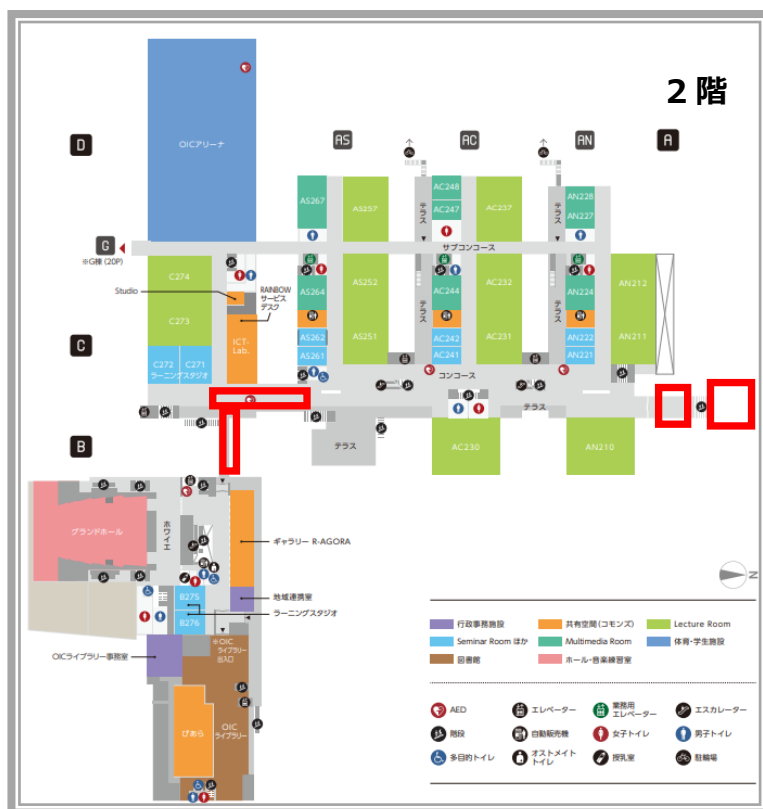 2階
D
OICアリーナ
AS
AC
AN
A
AS267
AS257
テラス
AC248
AC247
AC237
テラス
AN228
AN227
G
※G棟 (20P)
サブコンコース
C274
Studio
RAINBOW
サービス
デスク
C273
ICT-
Lab.
AS264
AS252
テラス
AC244
AC232
テラス
AN224
AN212
C
AS262
AS251
AC242
AC231
AN222
AN211
C272
C271
ラーニングスタジオ
AS261
AC241
AN221
コンコース
テラス
B
テラス
AC230
AN210
グランドホール
ホワイエ
ギャラリー R-AGORA
N
B275
地域連携室
B276
ラーニングスタジオ
※OIC
ライブラリー
出入口
OICライブラリー事務室
ぴあら
OIC
ライブラリー
行政事務施設
共有空間(コモンズ)
Lecture Room
Seminar Room ほか
Multimedia Room
体育・学生施設
図書館
ホール・音楽練習室
AED
エレベーター
業務用
エレベーター
エスカレーター
階段
自動販売機
女子トイレ
男子トイレ
多目的トイレ
オストメイト
トイレ
授乳室
駐輪場